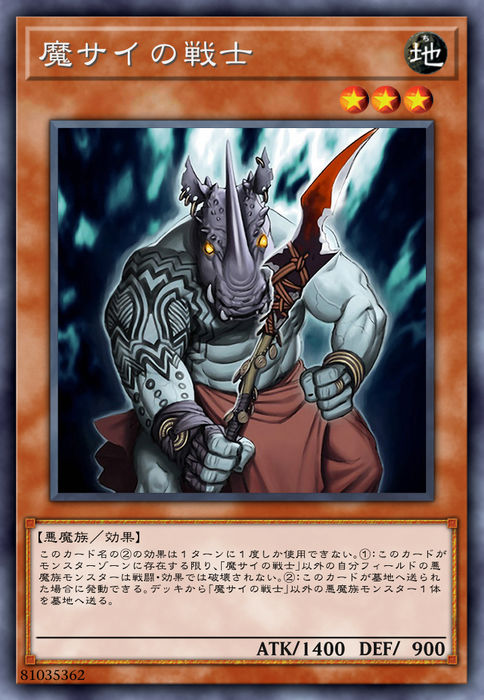 魔サイの戦士
ち
地
【悪魔族／効果】
このカード名の②の効果は１ターンに１度しか使用できない。①：このカードが
モンスターゾーンに存在する限り、「魔サイの戦士」以外の自分フィールドの悪
魔族モンスターは戦闘・効果では破壊されない。②：このカードが墓地へ送られ
た場合に発動できる。デッキから「魔サイの戦士」以外の悪魔族モンスター１体
を墓地へ送る。
ATK/1400 DEF/ 900
81035362